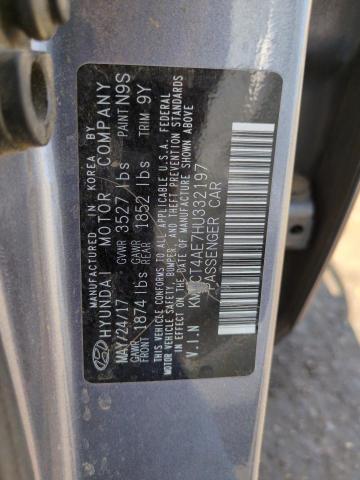 MANUFACTURED IN KOREA BY
HYUNDAI MOTOR COMPANY
MAY/24/17 GVWR 3527 lbs PAINT N9S
GAWR FRONT 1874 lbs GAWR REAR 1852 lbs TRIM 9Y
THIS VEHICLE CONFORMS TO ALL APPLICABLE U.S.A. FEDERAL
MOTOR VEHICLE SAFETY, BUMPER, & THEFT PREVENTION STANDARDS
IN EFFECT ON THE DATE OF MANUFACTURE SHOWN ABOVE
V.I.N CT4AE7HU332197
PASSENGER CAR